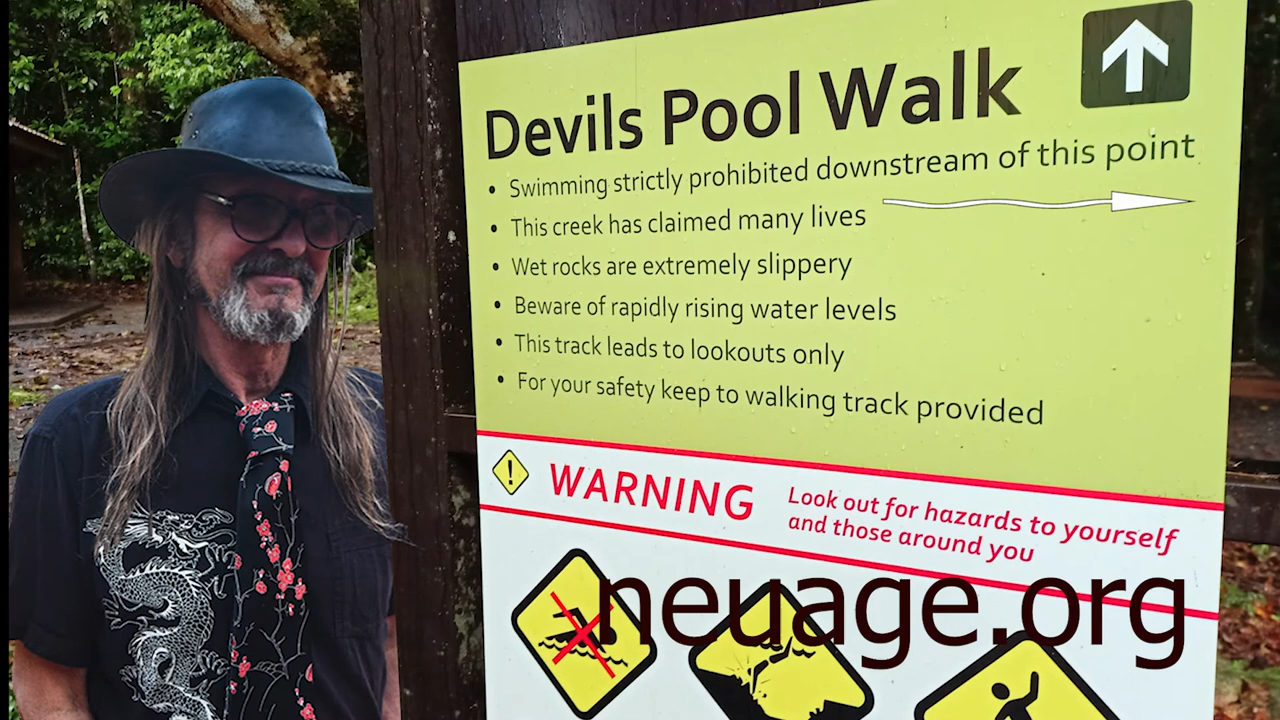 Devils Pool Walk
• Swimming strictly prohibited downstream of this point
• This creek has claimed many lives
• Wet rocks are extremely slippery
• Beware of rapidly rising water levels
• This track leads to lookouts only
• For your safety keep to walking track provided
! WARNING
Look out for hazards to yourself
and those around you
neuage.org